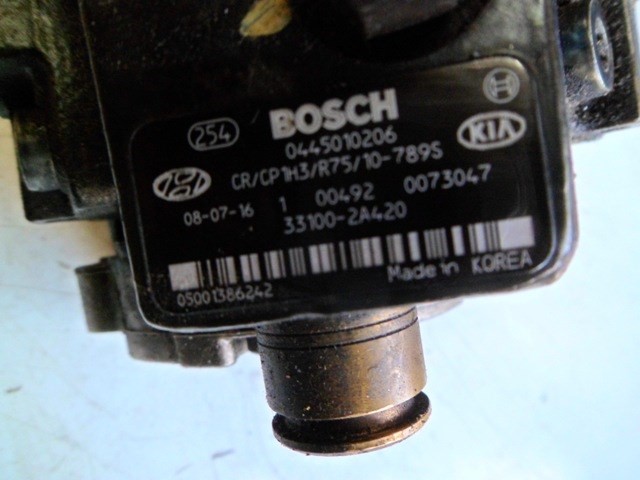 254 BOSCH
0445010206
KIA
CR/CP1H3/R75/10-789S
08-07-16 1 00492 0073047
33100-2A420
05001386242
Made in KOREA